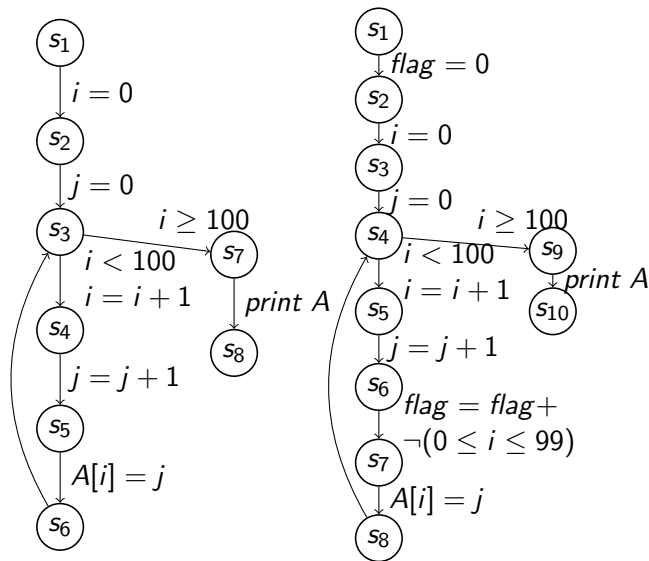 s1
i = 0
s2
j = 0
s3
i ≥ 100
s7
i < 100
i = i + 1
print A
s4
s8
j = j + 1
s5
A[i] = j
s6
s1
flag = 0
s2
i = 0
s3
j = 0
s4
i ≥ 100
s9
i < 100
i = i + 1
print A
s5
s10
j = j + 1
s6
flag = flag+
¬(0 ≤ i ≤ 99)
s7
A[i] = j
s8